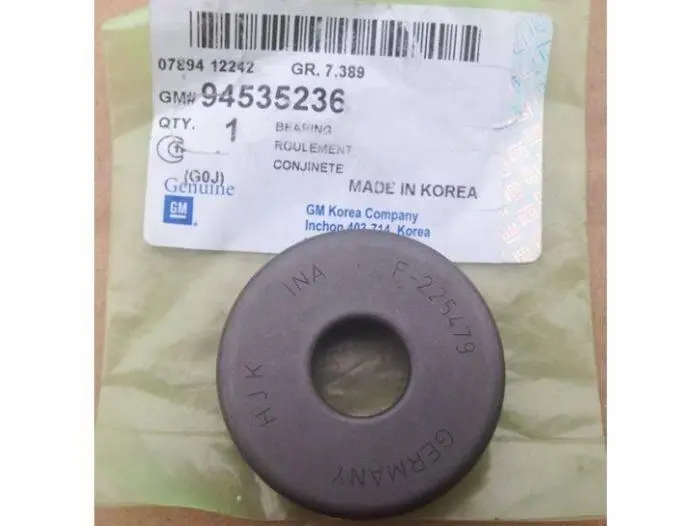 07894 12242 GR. 7.389
GM# 94535236
QTY. 1 BEARING
ROULEMENT
CONJINETE
(G0J)
MADE IN KOREA
Genuine
GM
GM Korea Company
Inchon 403-714, Korea
INA F-225479
HJK
GERMANY